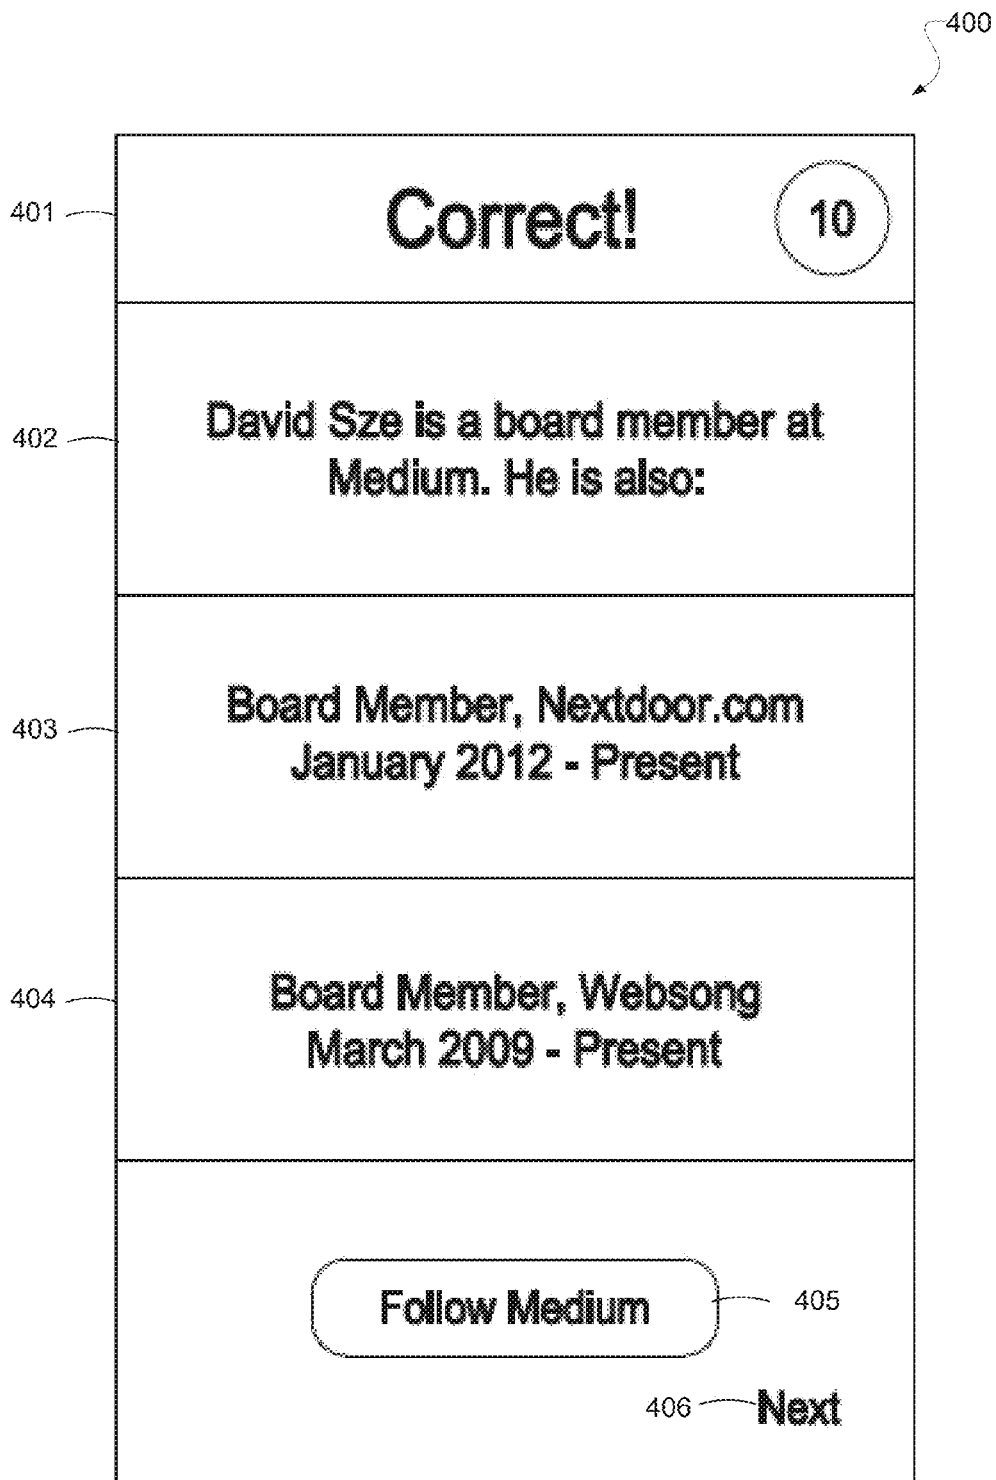 400
401
Correct!
10
402
David Sze is a board member at
Medium. He is also:
403
Board Member, Nextdoor.com
January 2012 - Present
404
Board Member, Websong
March 2009 - Present
Follow Medium
405
406
Next